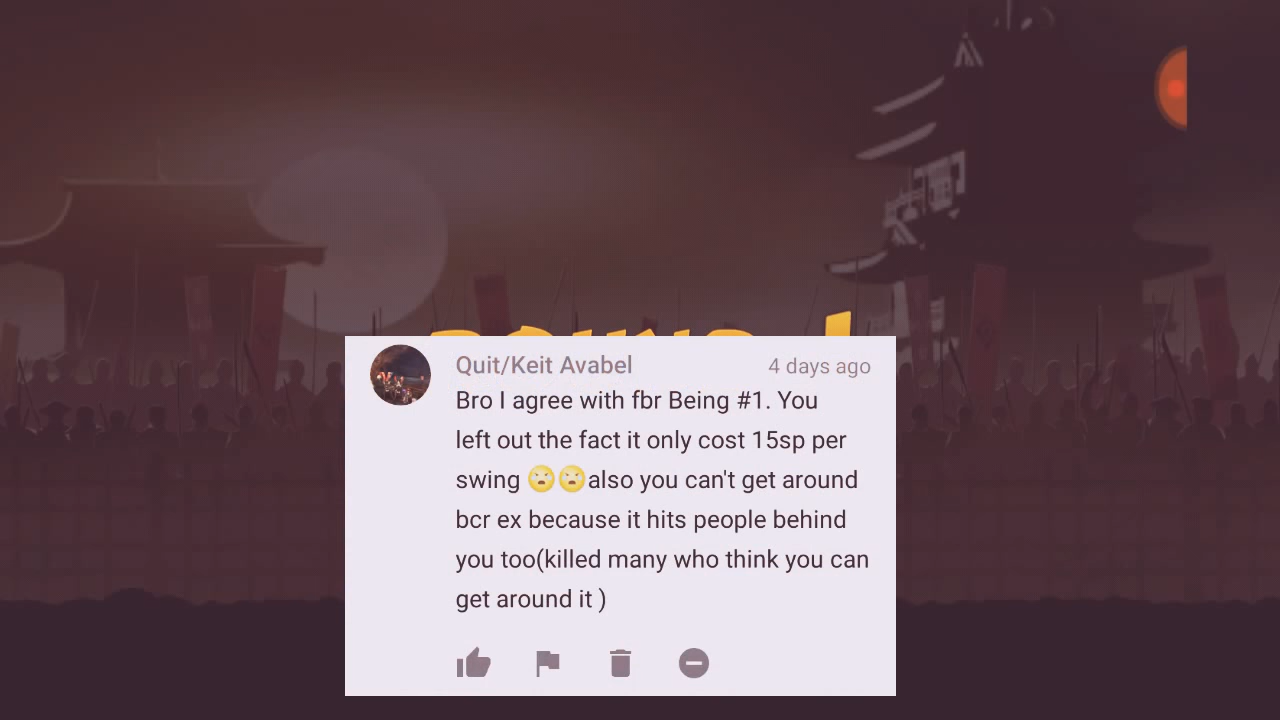 Quit/Keit Avabel 4 days ago
Bro I agree with fbr Being #1. You
left out the fact it only cost 15sp per
swing 🙄🙄also you can't get around
bcr ex because it hits people behind
you too(killed many who think you can
get around it )